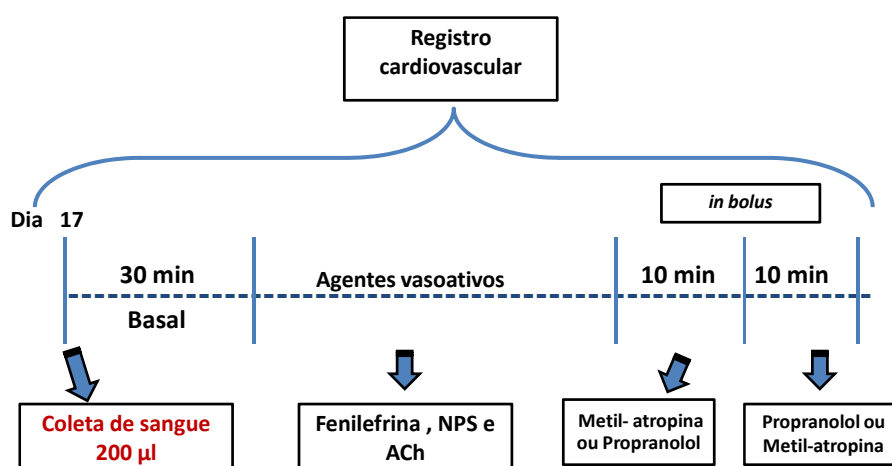 Registro
cardiovascular
in bolus
Dia 17
30 min
Agentes vasoativos
10 min
10 min
Basal
Coleta de sangue
200 µl
Fenilefrina , NPS e
ACh
Metil- atropina
ou Propranolol
Propranolol ou
Metil-atropina